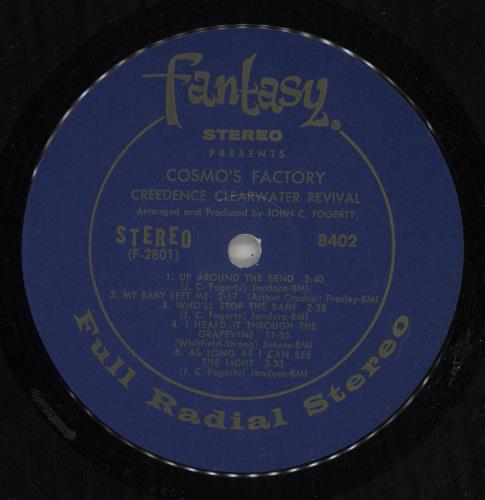 fantasy®
STEREO
PRESENTS
COSMO'S FACTORY
CREEDENCE CLEARWATER REVIVAL
Arranged and Produced by JOHN C. FOGERTY
STEREO 8402
(F-2801)
1. UP AROUND THE BEND 2:40
(J. C. Fogerty) Jondora-BMI
2. MY BABY LEFT ME 2:17 (Arthur Crudup) Presley-BMI
3. WHO'LL STOP THE RAIN 2:28
(J. C. Fogerty) Jondora-BMI
4. I HEARD IT THROUGH THE
GRAPEVINE 11:05
(Whitfield-Strong) Jobete-BMI
5. AS LONG AS I CAN SEE
THE LIGHT 3:33
(J. C. Fogerty) Jondora-BMI
Full Radial Stereo